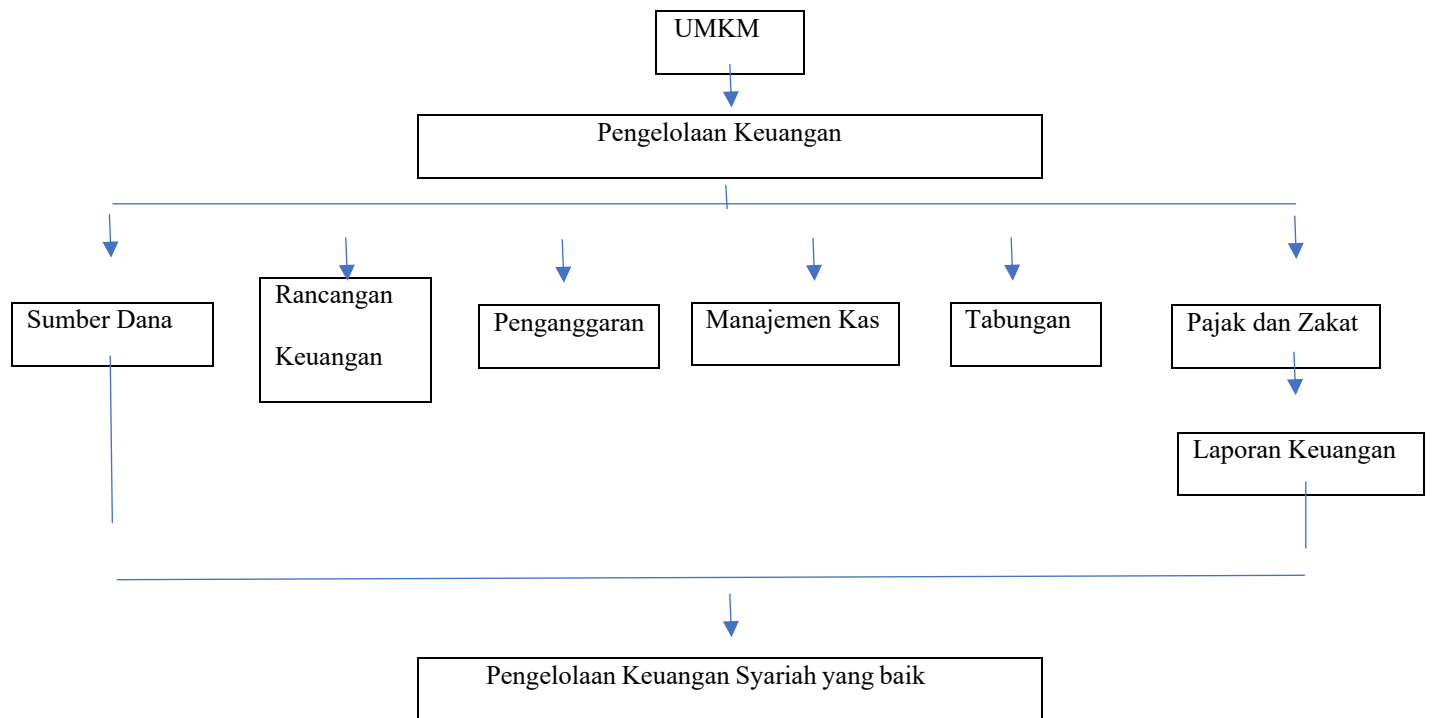 UMKM
Pengelolaan Keuangan
Sumber Dana
Rancangan
Keuangan
Penganggaran
Manajemen Kas
Tabungan
Pajak dan Zakat
Laporan Keuangan
Pengelolaan Keuangan Syariah yang baik